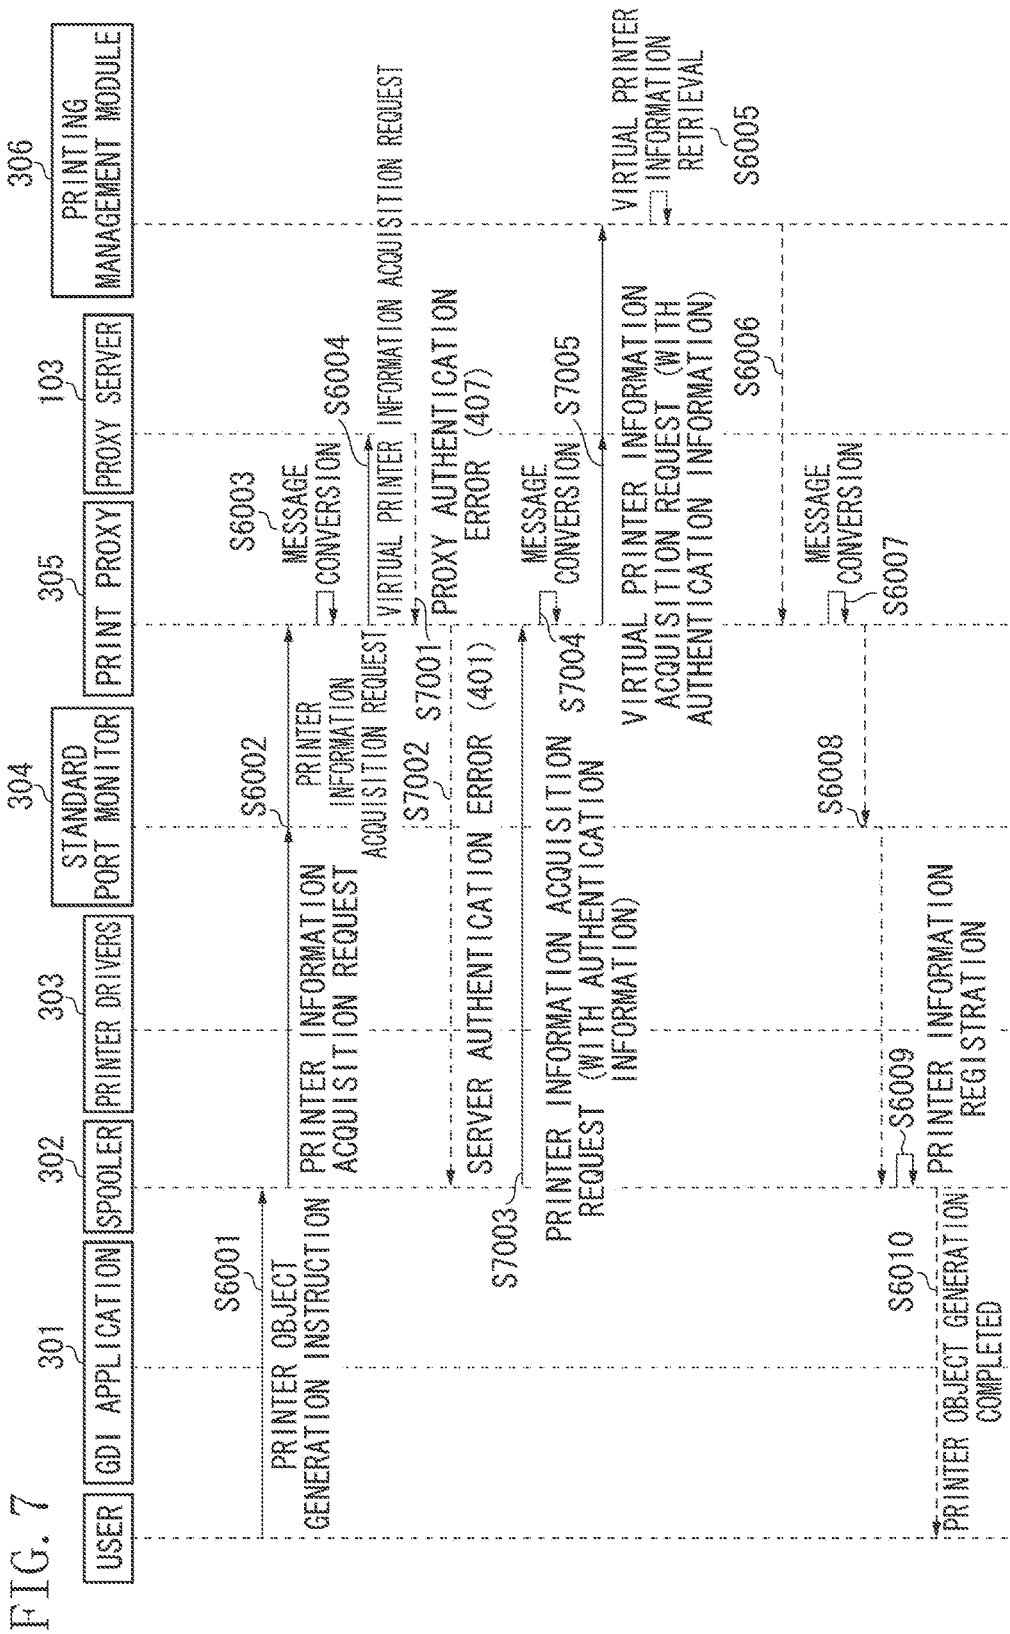 FIG. 7
USER
301
GDI APPLICATION
302
SPOOLER
303
PRINTER DRIVERS
304
STANDARD
PORT MONITOR
305
PRINT PROXY
103
PROXY SERVER
306
PRINTING
MANAGEMENT MODULE
S6001
PRINTER OBJECT
GENERATION INSTRUCTION
S6002
PRINTER INFORMATION
ACQUISITION REQUEST
PRINTER
INFORMATION
ACQUISITION REQUEST
S6003
MESSAGE
CONVERSION
S6004
VIRTUAL PRINTER INFORMATION ACQUISITION REQUEST
S7001
PROXY AUTHENTICATION
ERROR (407)
S7002
SERVER AUTHENTICATION ERROR (401)
S7003
PRINTER INFORMATION ACQUISITION
REQUEST (WITH AUTHENTICATION
INFORMATION)
S7004
MESSAGE
CONVERSION
S7005
VIRTUAL PRINTER INFORMATION
ACQUISITION REQUEST (WITH
AUTHENTICATION INFORMATION)
VIRTUAL PRINTER
INFORMATION
RETRIEVAL
S6005
S6006
MESSAGE
CONVERSION
S6007
S6008
S6009
PRINTER INFORMATION
REGISTRATION
S6010
PRINTER OBJECT GENERATION
COMPLETED